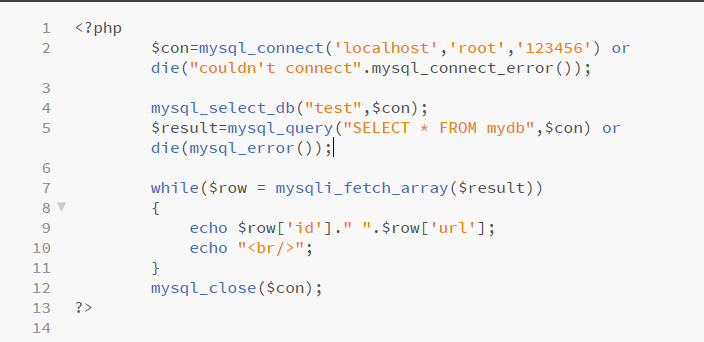 1 <?php
2 $con=mysql_connect('localhost','root','123456') or
die("couldn't connect".mysql_connect_error());
3
4 mysql_select_db("test",$con);
5 $result=mysql_query("SELECT * FROM mydb",$con) or
die(mysql_error());
6
7 while($row = mysqli_fetch_array($result))
8 {
9 echo $row['id']." ".$row['url'];
10 echo "<br/>";
11 }
12 mysql_close($con);
13 ?>
14